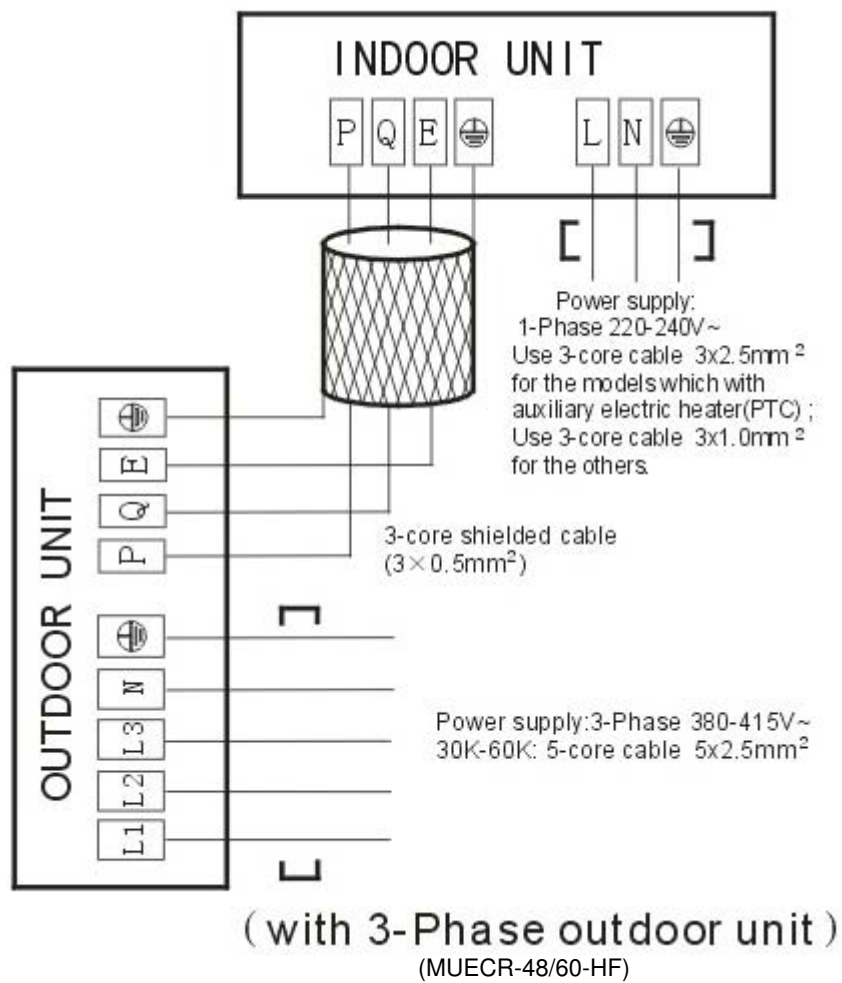 INDOOR UNIT
P Q E L N
Power supply:
1-Phase 220-240V~
Use 3-core cable 3x2.5mm²
for the models which with
auxiliary electric heater(PTC) ;
Use 3-core cable 3x1.0mm²
for the others.
OUTDOOR UNIT
E
Q
P
3-core shielded cable
(3×0.5mm²)
N
L3
L2
L1
Power supply:3-Phase 380-415V~
30K-60K: 5-core cable 5x2.5mm²
(with 3-Phase outdoor unit)
(MUECR-48/60-HF)